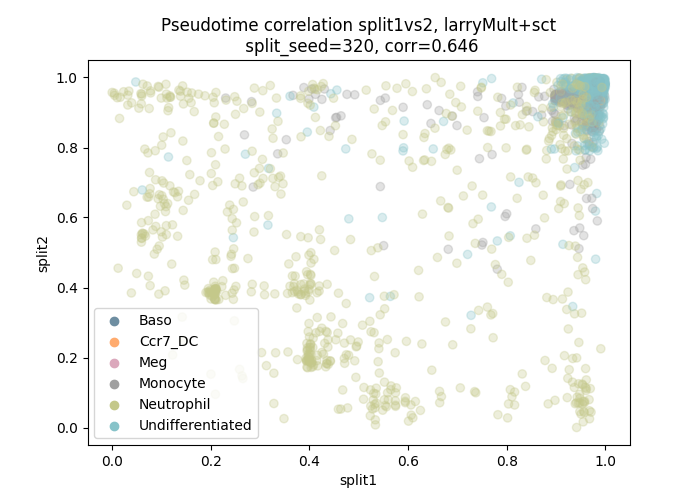 Pseudotime correlation split1vs2, larryMult+sct
split_seed=320, corr=0.646
split2
1.0
0.8
0.6
0.4
0.2
0.0
Baso
Ccr7_DC
Meg
Monocyte
Neutrophil
Undifferentiated
0.0 0.2 0.4 0.6 0.8 1.0
split1